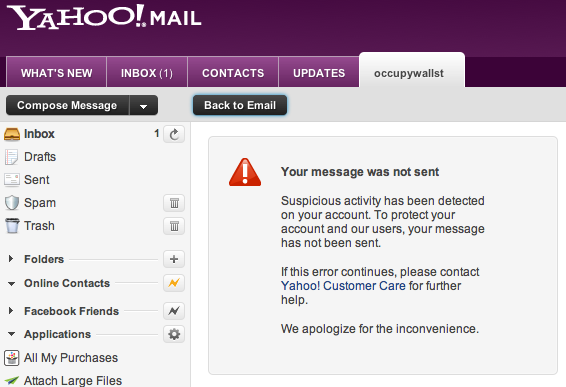 YAHOO! MAIL
WHAT'S NEW
INBOX (1)
CONTACTS
UPDATES
occupywallst
Compose Message
Back to Email
Inbox 1
Drafts
Sent
Spam
Trash
Folders
Online Contacts
Facebook Friends
Applications
All My Purchases
Attach Large Files
Your message was not sent
Suspicious activity has been detected
on your account. To protect your
account and our users, your message
has not been sent.
If this error continues, please contact
Yahoo! Customer Care for further
help.
We apologize for the inconvenience.